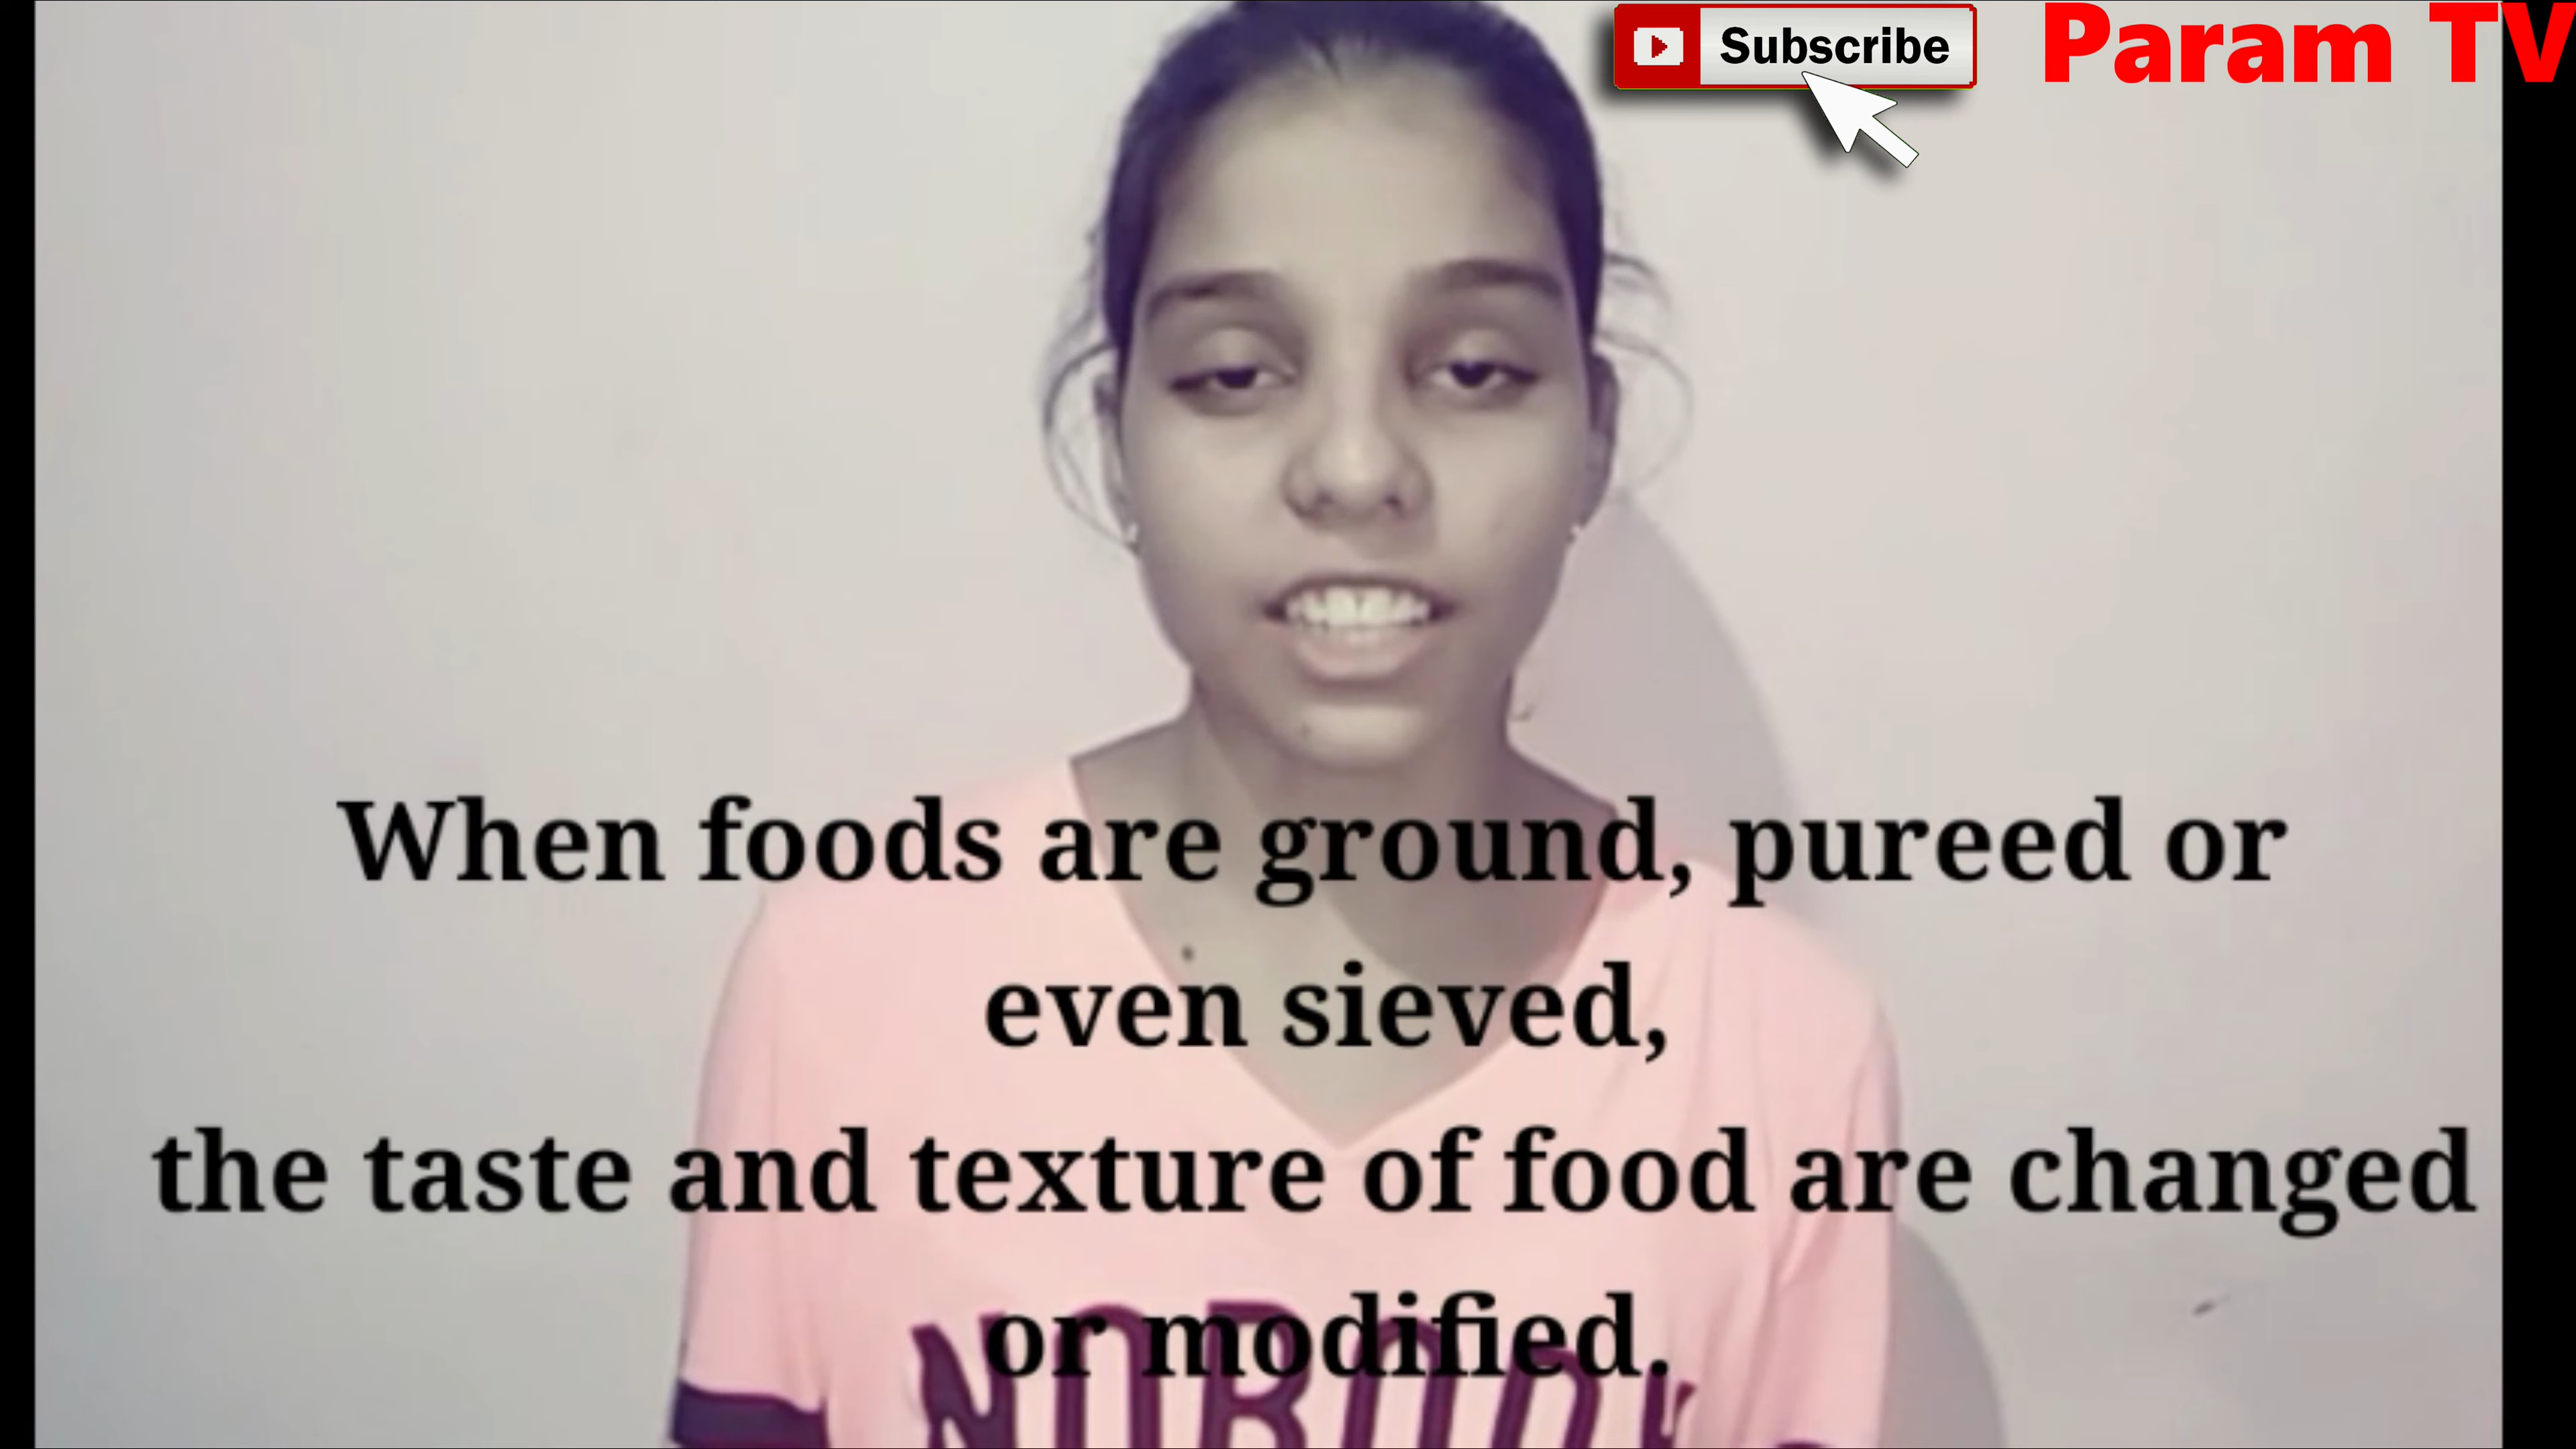 Subscribe Param TV
When foods are ground, pureed or
even sieved,
the taste and texture of food are changed
or modified.
NOBODY